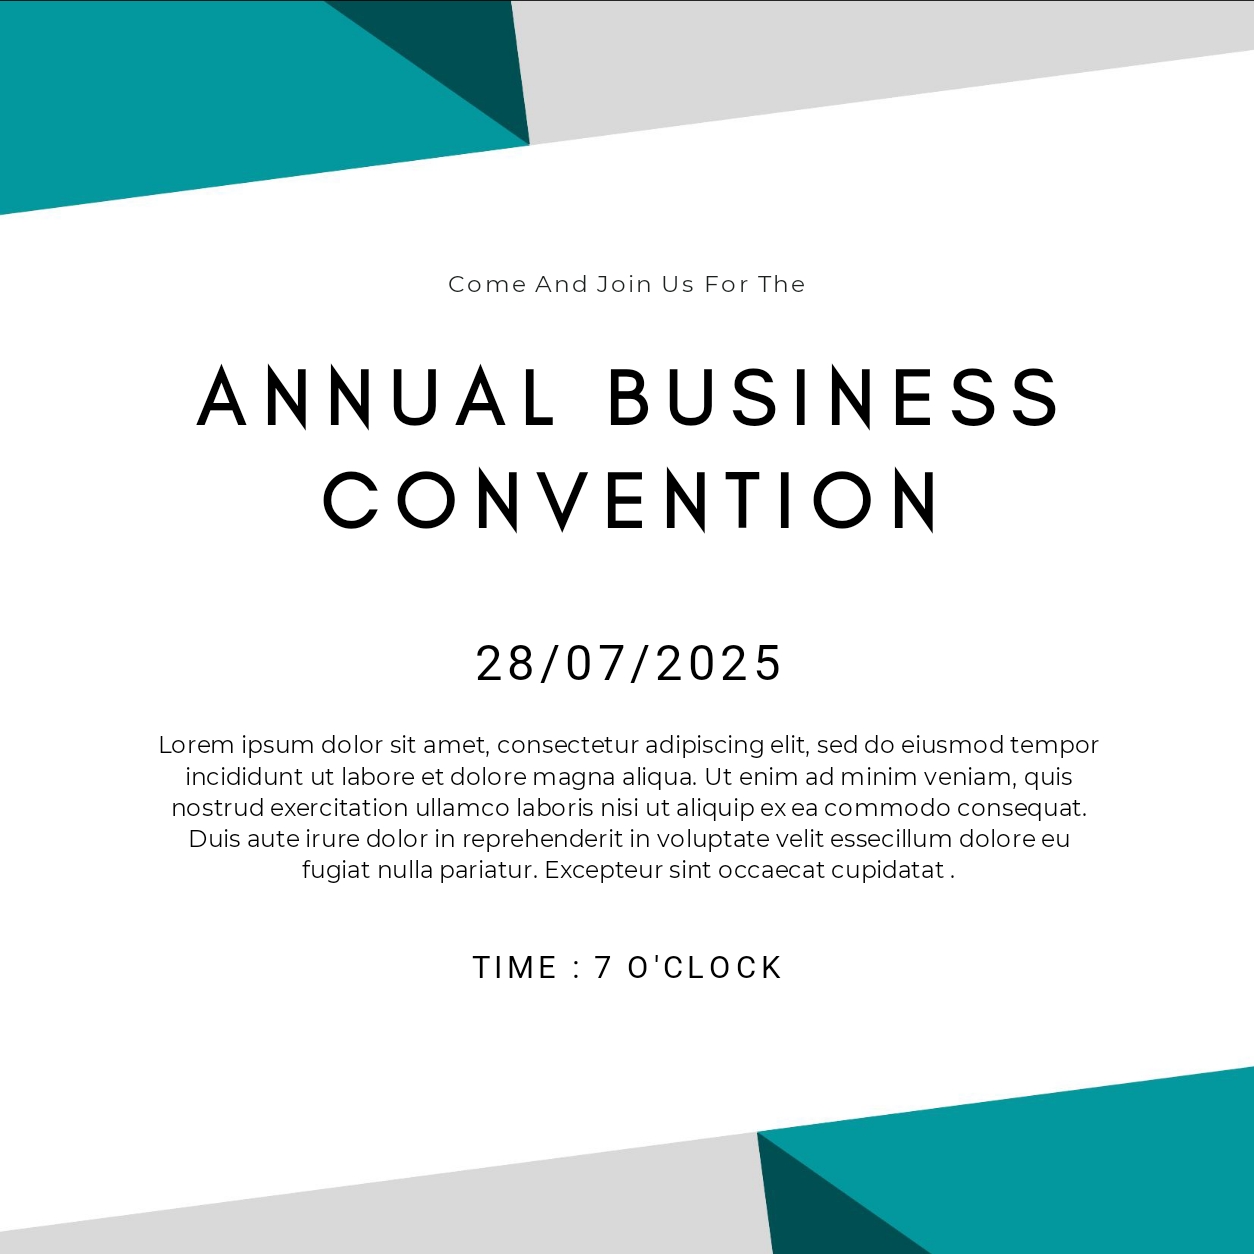 Come And Join Us For The
ANNUAL BUSINESS
CONVENTION
28/07/2025
Lorem ipsum dolor sit amet, consectetur adipiscing elit, sed do eiusmod tempor
incididunt ut labore et dolore magna aliqua. Ut enim ad minim veniam, quis
nostrud exercitation ullamco laboris nisi ut aliquip ex ea commodo consequat.
Duis aute irure dolor in reprehenderit in voluptate velit essecillum dolore eu
fugiat nulla pariatur. Excepteur sint occaecat cupidatat .
TIME : 7 O'CLOCK